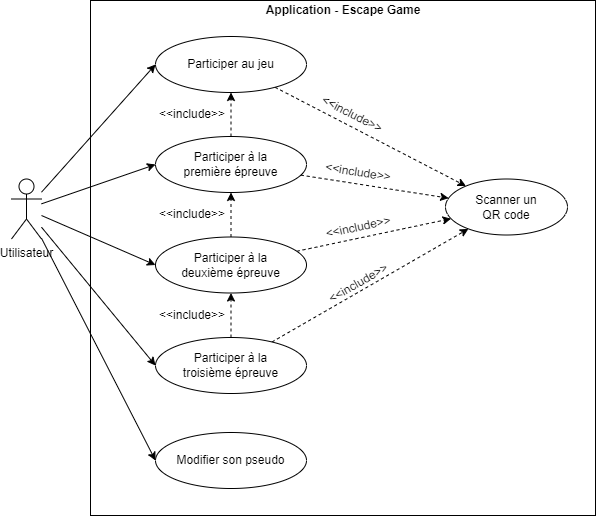 Application - Escape Game
Participer au jeu
<<include>>
<<include>>
Participer à la
première épreuve
<<include>>
Scanner un
QR code
<<include>>
<<include>>
Utilisateur
Participer à la
deuxième épreuve
<<include>>
<<include>>
Participer à la
troisième épreuve
Modifier son pseudo